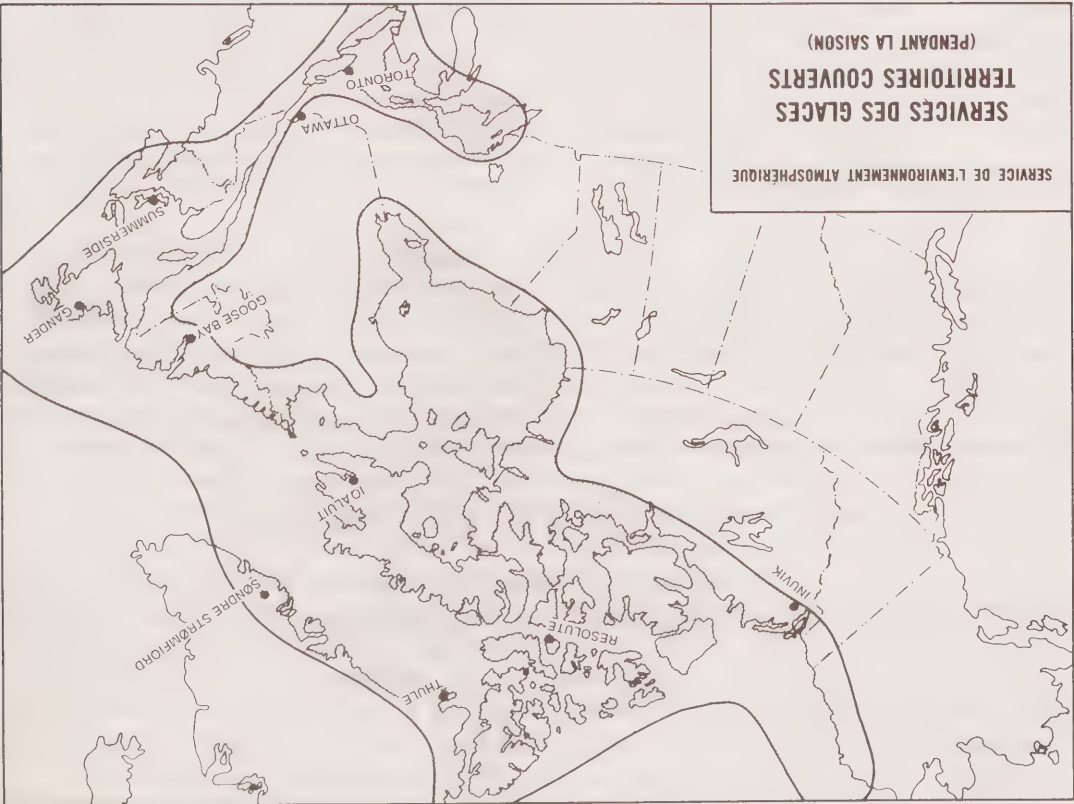 SERVICE DE L'ENVIRONNEMENT ATMOSPHÉRIQUE
SERVICES DES GLACES
TERRITOIRES COUVERTS
(PENDANT LA SAISON)
INUVIK
RESOLUTE
THULE
SØNDRE STRØMFJORD
IQALUIT
GOOSE BAY
GANDER
SUMMERSIDE
OTTAWA
TORONTO